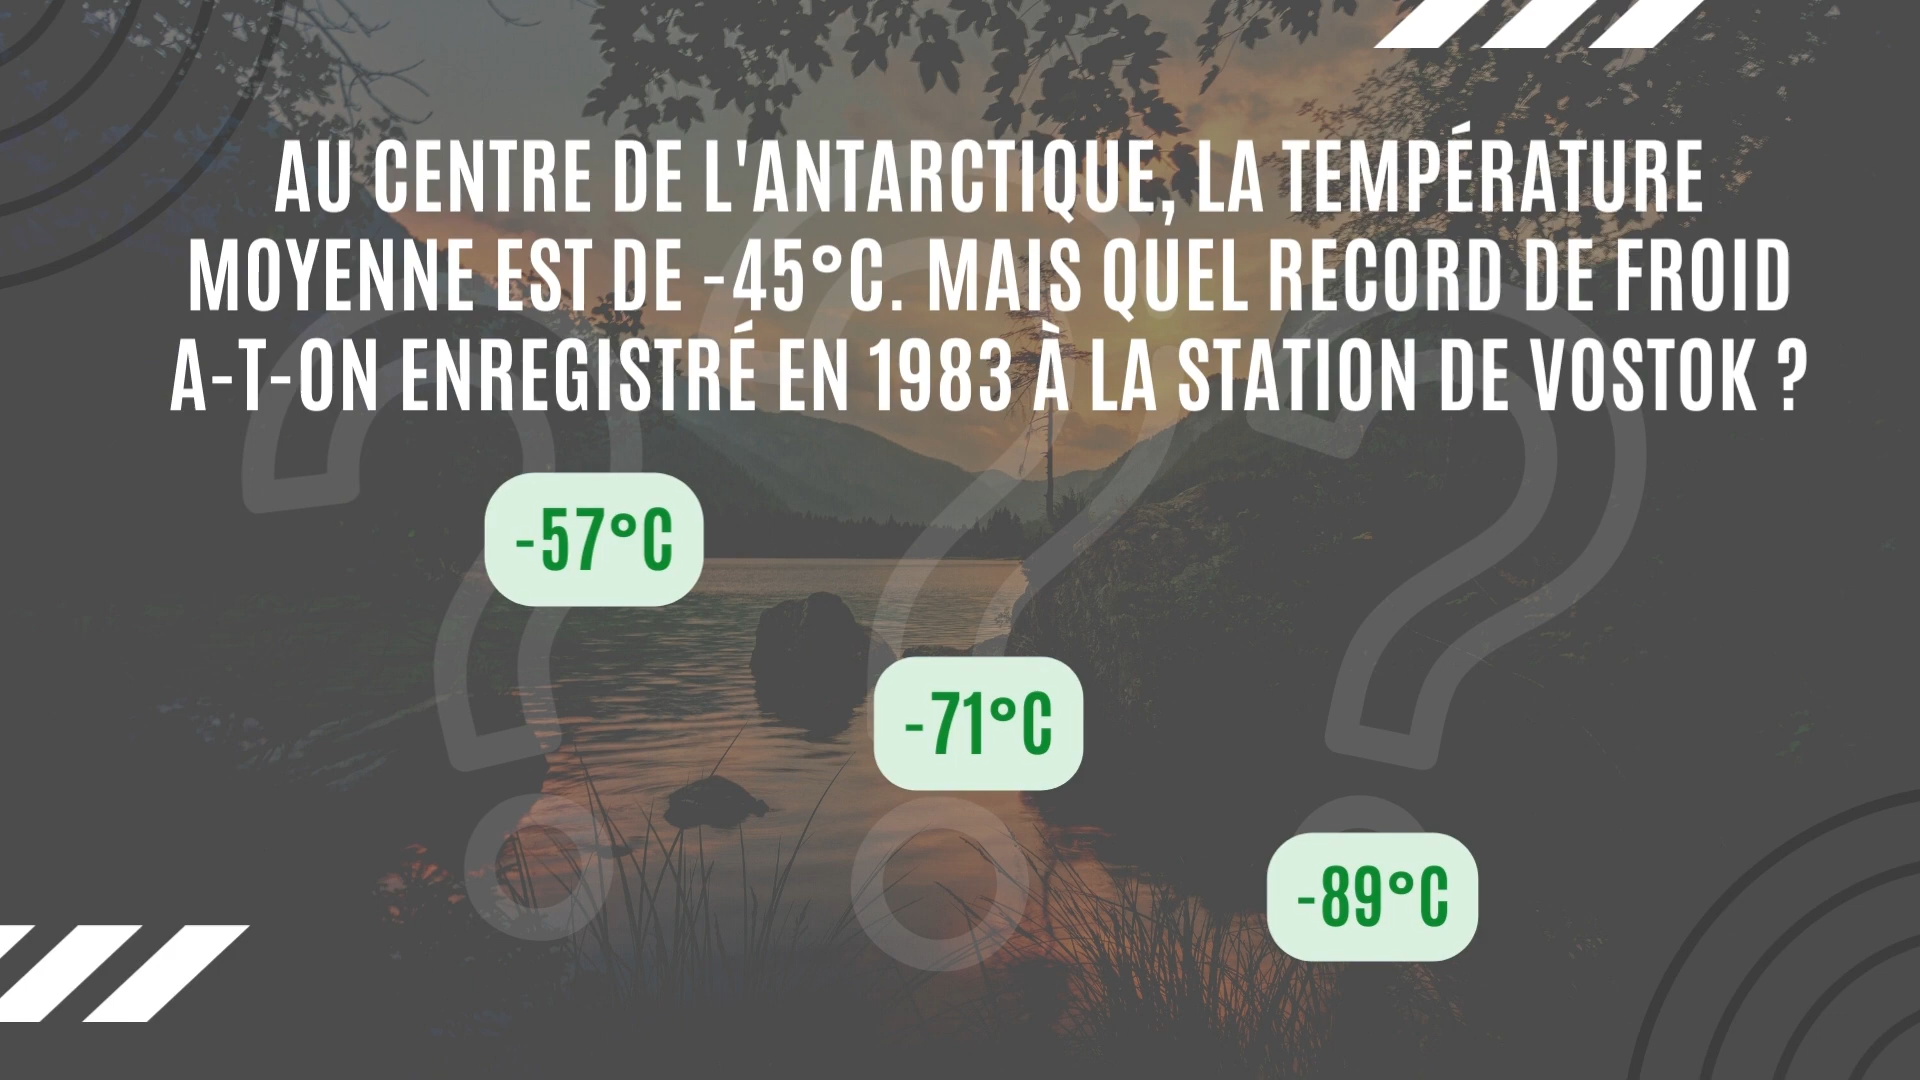 AU CENTRE DE L'ANTARCTIQUE, LA TEMPÉRATURE
MOYENNE EST DE -45°C. MAIS QUEL RECORD DE FROID
A-T-ON ENREGISTRÉ EN 1983 À LA STATION DE VOSTOK ?
-57°C
-71°C
-89°C